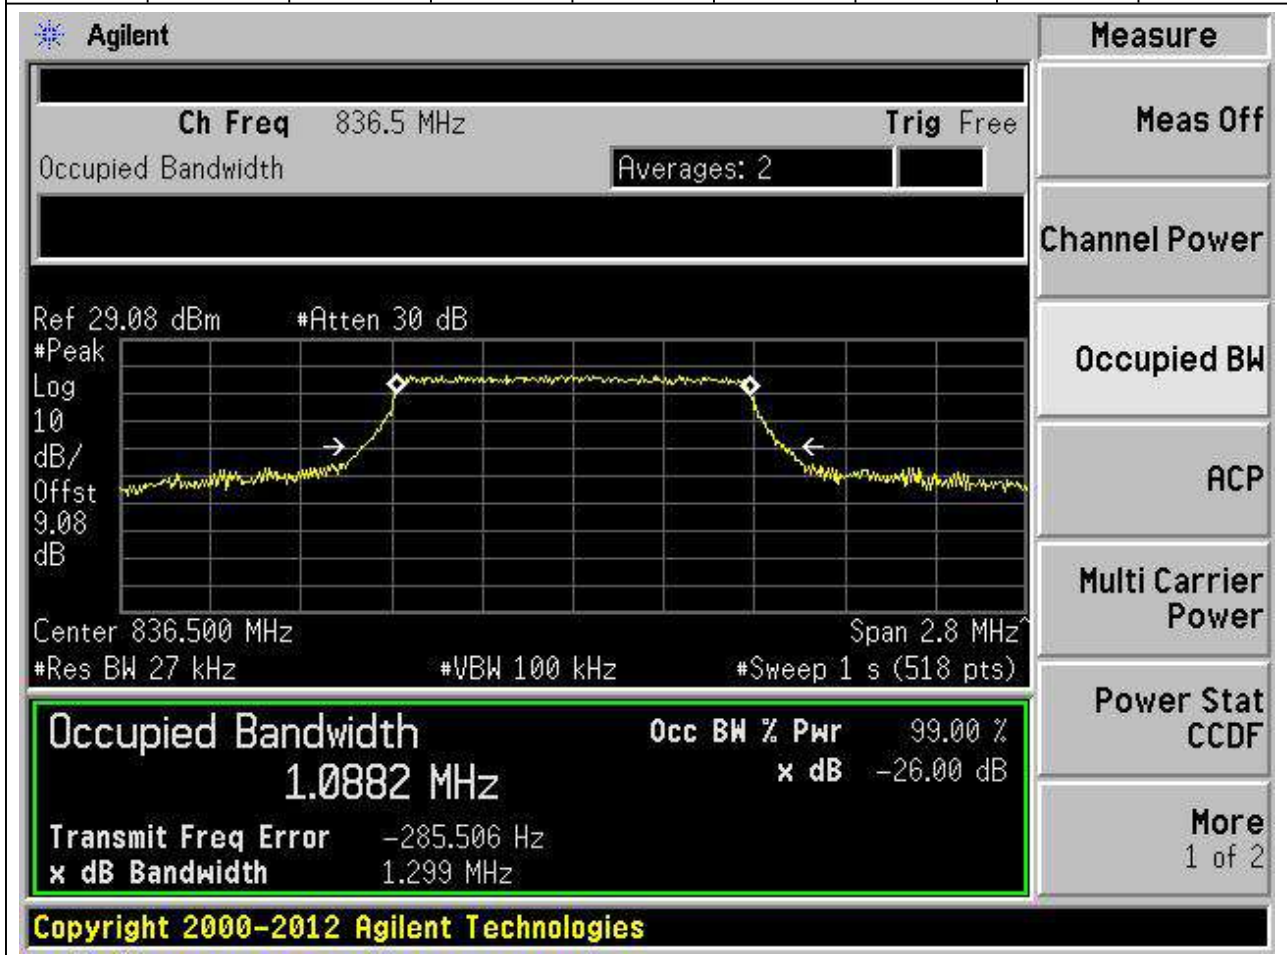 Agilent
Measure
Ch Freq 836.5 MHz
Trig Free
Occupied Bandwidth
Averages: 2
Meas Off
Channel Power
Occupied BW
ACP
Multi Carrier
Power
Power Stat
CCDF
More
1 of 2
Ref 29.08 dBm
#Atten 30 dB
#Peak
Log
10
dB/
Offst
9.08
dB
Center 836.500 MHz
Span 2.8 MHz^
#Res BW 27 kHz
#VBW 100 kHz
#Sweep 1 s (518 pts)
Occupied Bandwidth
1.0882 MHz
Occ BW % Pwr 99.00 %
x dB -26.00 dB
Transmit Freq Error -285.506 Hz
x dB Bandwidth 1.299 MHz
Copyright 2000-2012 Agilent Technologies